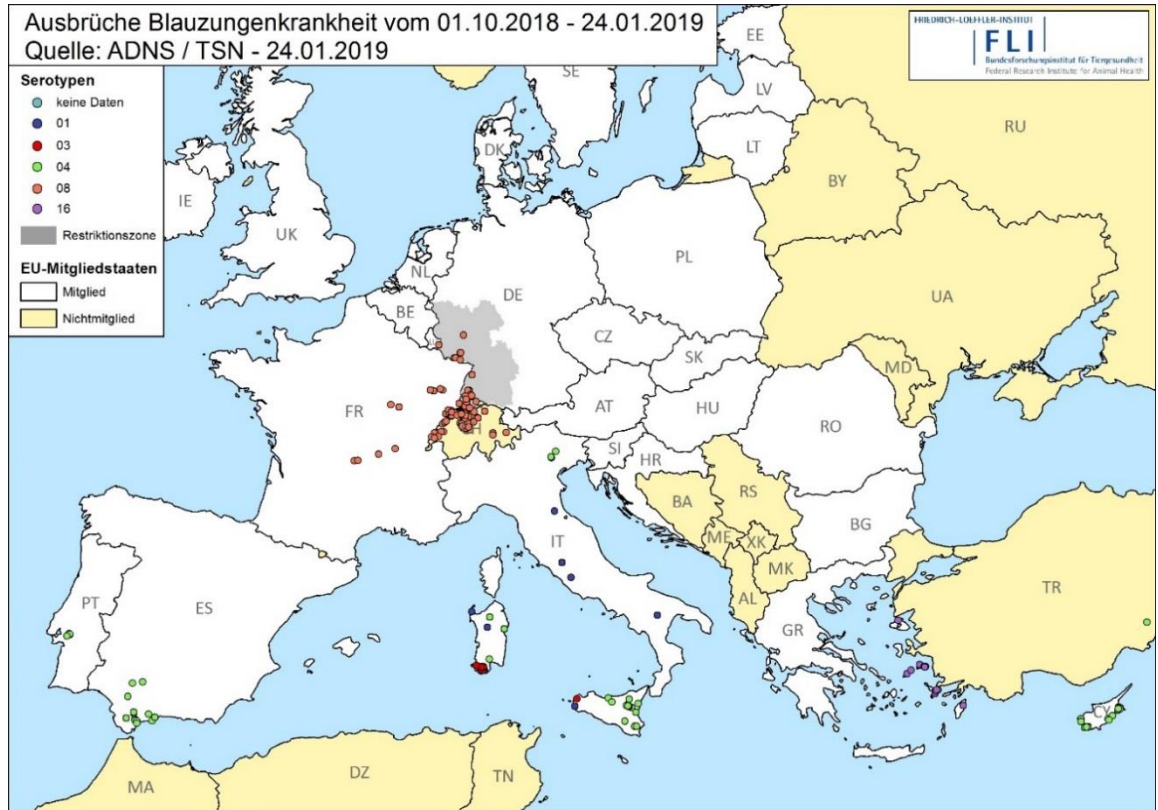 Ausbrüche Blauzungenkrankheit vom 01.10.2018 - 24.01.2019
Quelle: ADNS / TSN - 24.01.2019
FRIEDRICH-LOEFFLER-INSTITUT
FLI
Bundesforschungsinstitut für Tiergesundheit
Federal Research Institute for Animal Health
Serotypen
keine Daten
01
03
04
08
16
Restriktionszone
EU-Mitgliedstaaten
Mitglied
Nichtmitglied
EE
SE
LV
RU
DK
LT
IE
BY
UK
NL
PL
DE
BE
UA
CZ
SK
MD
FR
AT
HU
CH
RO
SI
HR
BA
RS
IT
BG
ME
XK
MK
PT
ES
AL
TR
GR
CY
MA
DZ
TN